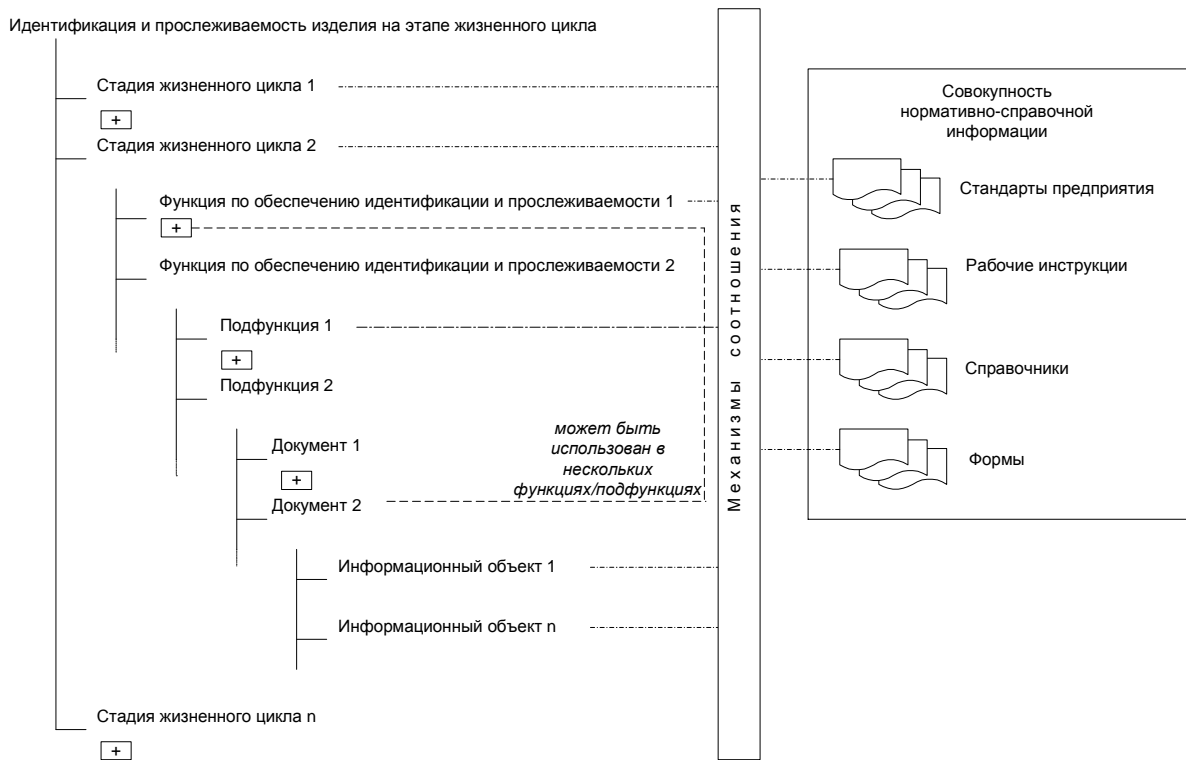 Идентификация и прослеживаемость изделия на этапе жизненного цикла
Стадия жизненного цикла 1
+
Стадия жизненного цикла 2
Функция по обеспечению идентификации и прослеживаемости 1
+
Функция по обеспечению идентификации и прослеживаемости 2
Подфункция 1
+
Подфункция 2
Документ 1
+
Документ 2
может быть
использован в
нескольких
функциях/подфункциях
Информационный объект 1
Информационный объект n
Стадия жизненного цикла n
+
Механизмы соотношения
Совокупность
нормативно-справочной
информации
Стандарты предприятия
Рабочие инструкции
Справочники
Формы